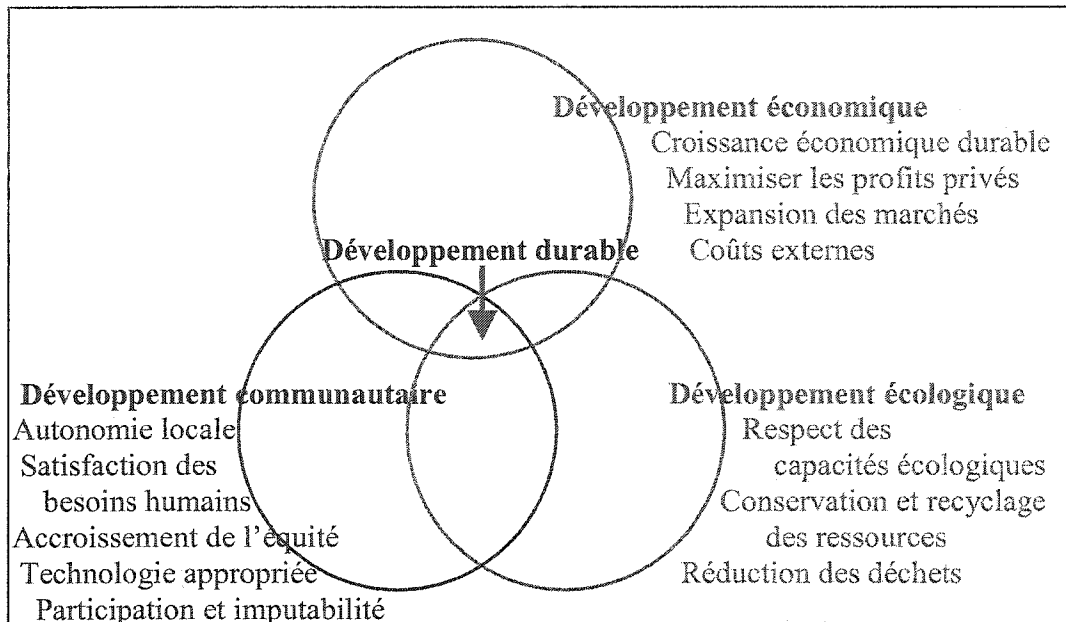 Développement économique
Croissance économique durable
Maximiser les profits privés
Expansion des marchés
Coûts externes
Développement durable
Développement communautaire
Autonomie locale
Satisfaction des
besoins humains
Accroissement de l'équité
Technologie appropriée
Participation et imputabilité
Développement écologique
Respect des
capacités écologiques
Conservation et recyclage
des ressources
Réduction des déchets